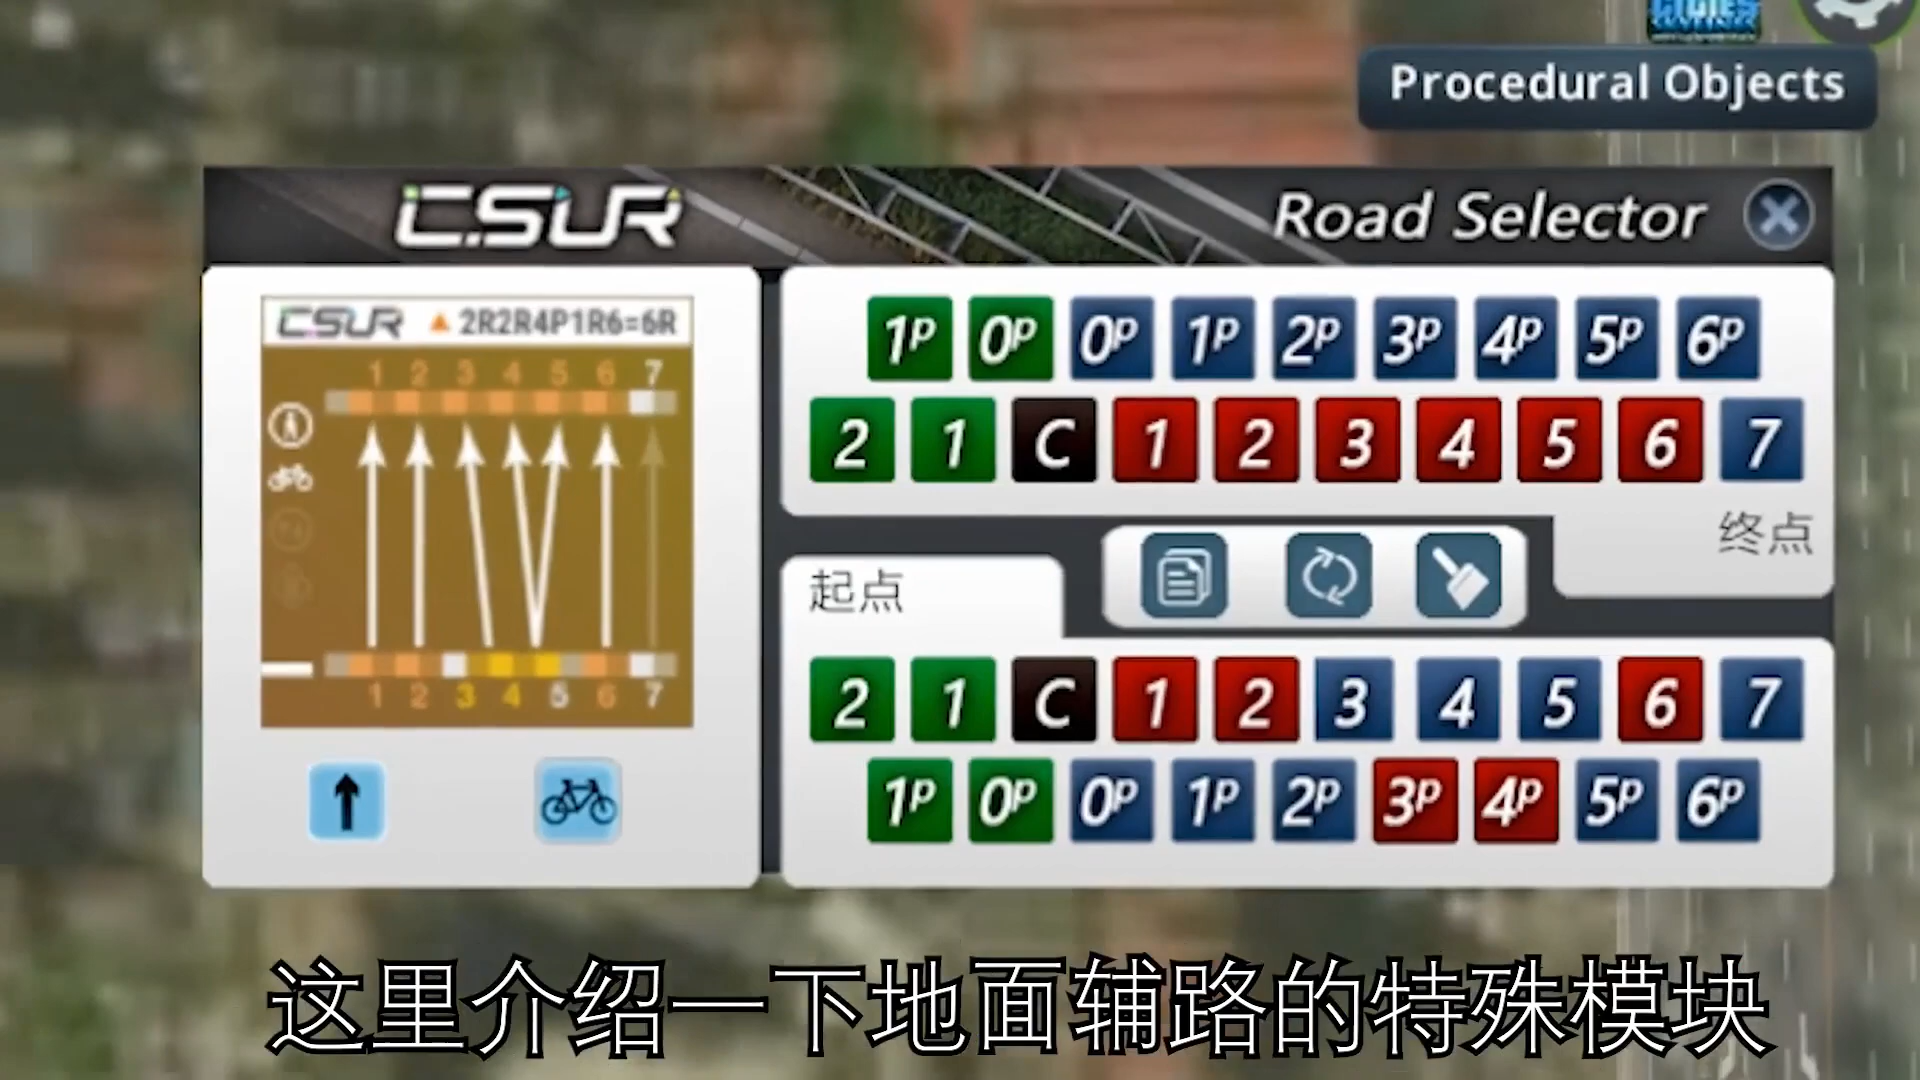 CITIES
Procedural Objects
CSUR
Road Selector
CSUR ▲2R2R4P1R6=6R
1 2 3 4 5 6 7
1 2 3 4 5 6 7
1P 0P 0P 1P 2P 3P 4P 5P 6P
2 1 C 1 2 3 4 5 6 7
终点
起点
2 1 C 1 2 3 4 5 6 7
1P 0P 0P 1P 2P 3P 4P 5P 6P
这里介绍一下地面辅路的特殊模块